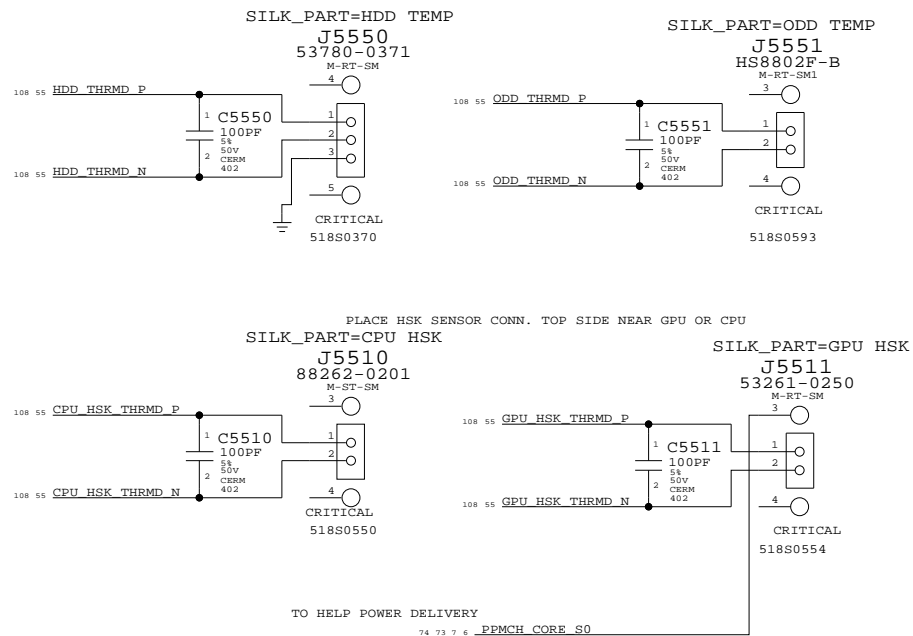 SILK_PART=HDD TEMP
J5550
53780-0371
M-RT-SM
4
108 55 HDD_THRMD_P
1
C5550
100PF
5%
50V
CERM
402
2
1
2
3
108 55 HDD_THRMD_N
5
CRITICAL
518S0370
SILK_PART=ODD TEMP
J5551
HS8802F-B
M-RT-SM1
3
108 55 ODD_THRMD_P
1
C5551
100PF
5%
50V
CERM
402
2
1
2
108 55 ODD_THRMD_N
4
CRITICAL
518S0593
PLACE HSK SENSOR CONN. TOP SIDE NEAR GPU OR CPU
SILK_PART=CPU HSK
J5510
88262-0201
M-ST-SM
3
108 55 CPU_HSK_THRMD_P
1
C5510
100PF
5%
50V
CERM
402
2
1
2
108 55 CPU_HSK_THRMD_N
4
CRITICAL
518S0550
SILK_PART=GPU HSK
J5511
53261-0250
M-RT-SM
3
108 55 GPU_HSK_THRMD_P
1
C5511
100PF
5%
50V
CERM
402
2
1
2
108 55 GPU_HSK_THRMD_N
4
CRITICAL
518S0554
TO HELP POWER DELIVERY
74 73 7 6 PPMCH_CORE_S0